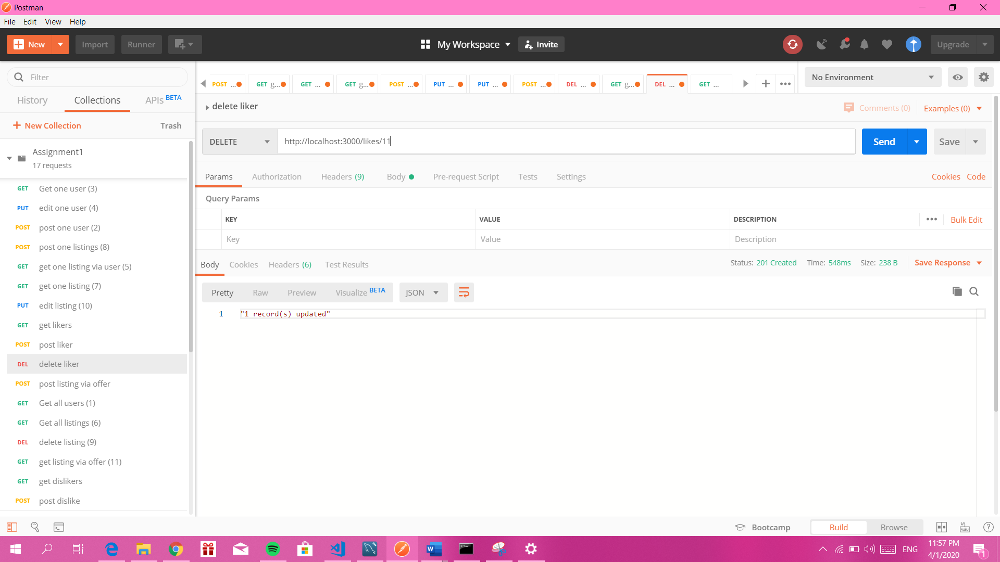 Postman
File Edit View Help
New Import Runner My Workspace Invite Upgrade
Filter
History Collections APIs BETA
New Collection Trash
Assignment1
17 requests
GET Get one user (3)
PUT edit one user (4)
POST post one user (2)
POST post one listings (8)
GET get one listing via user (5)
GET get one listing (7)
PUT edit listing (10)
GET get likers
POST post liker
DEL delete liker
POST post listing via offer
GET Get all users (1)
GET Get all listings (6)
DEL delete listing (9)
GET get listing via offer (11)
GET get dislikers
POST post dislike
POST ... GET g... GET ... GET g... POST ... PUT ... PUT ... POST ... DEL ... GET g... DEL ... GET ...
No Environment
delete liker
Comments (0) Examples (0)
DELETE http://localhost:3000/likes/11 Send Save
Params Authorization Headers (9) Body Pre-request Script Tests Settings Cookies Code
Query Params
KEY VALUE DESCRIPTION Bulk Edit
Key Value Description
Body Cookies Headers (6) Test Results Status: 201 Created Time: 548ms Size: 238 B Save Response
Pretty Raw Preview Visualize BETA JSON
1 "1 record(s) updated"
Bootcamp Build Browse
ENG
11:57 PM
4/1/2020
1